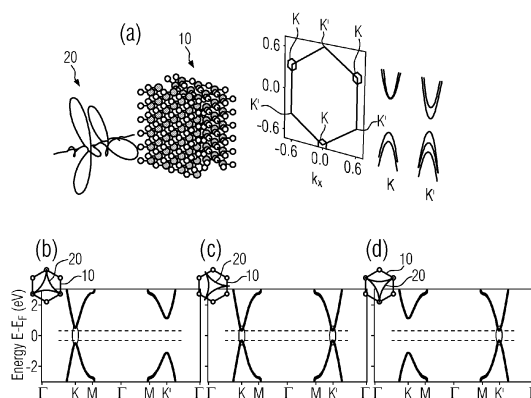 (a)
10
20
K
K'
K
0.6
0.0
-0.6
K'
K
K'
-0.6
0.0
0.6
kx
K
K'
(b)
20
10
(c)
20
10
(d)
10
20
Energy E-EF (eV)
2
0
-2
Γ K M Γ M K' Γ
Γ K M Γ M K' Γ
Γ K M Γ M K' Γ